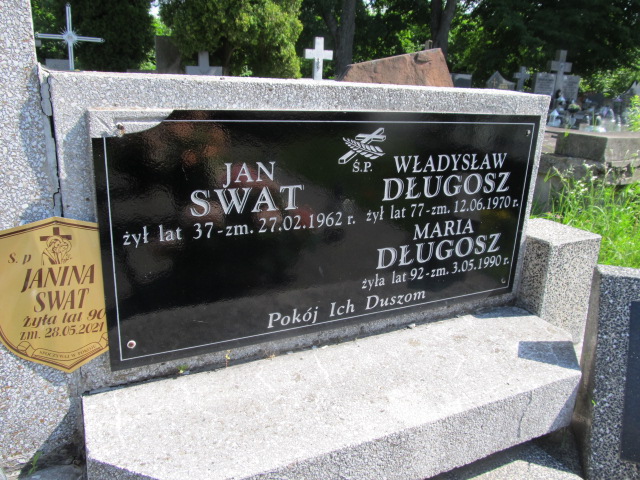 Ś.p
JANINA
SWAT
żyła lat 90
zm. 28.05.2021
SPOCZYWAJ W POKOJU
JAN
SWAT
żył lat 37-zm. 27.02.1962 r.
Ś.P.
WŁADYSŁAW
DŁUGOSZ
żył lat 77-zm. 12.06.1970 r.
MARIA
DŁUGOSZ
żyła lat 92-zm. 3.05.1990 r.
Pokój Ich Duszom